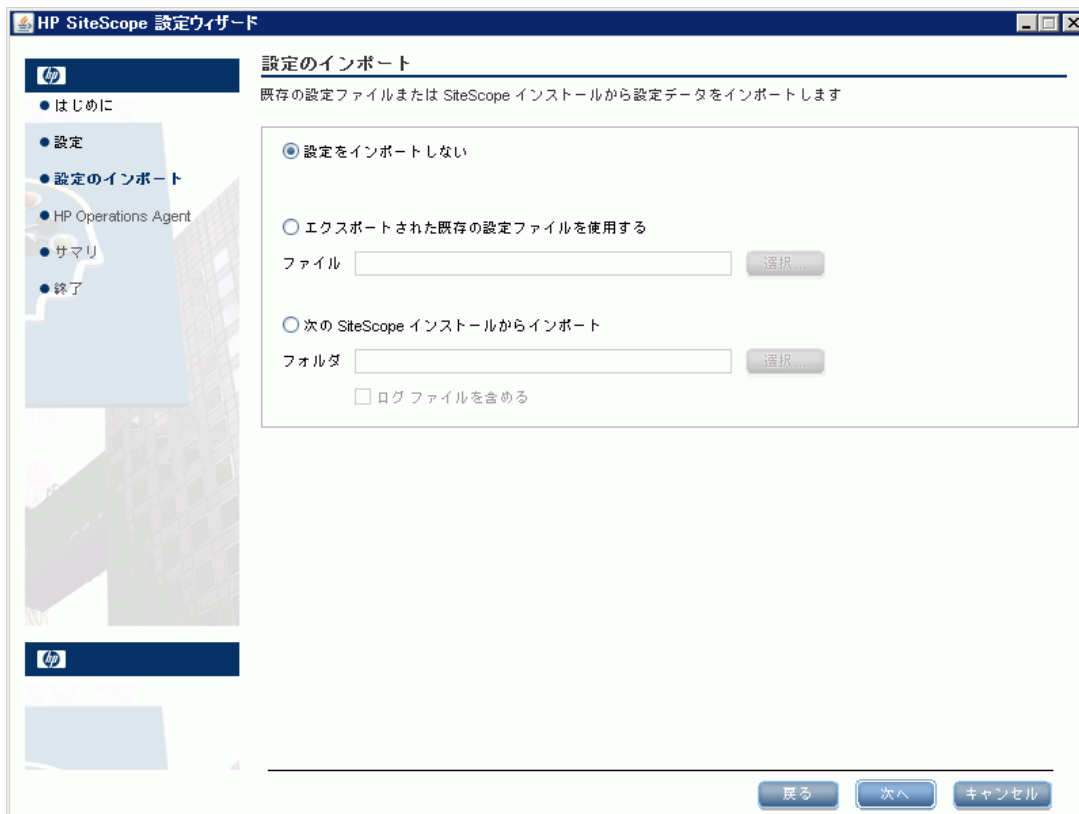 HP SiteScope 設定ウィザード
hp
はじめに
設定
設定のインポート
HP Operations Agent
サマリ
終了
設定のインポート
既存の設定ファイルまたは SiteScope インストールから設定データをインポートします
設定をインポートしない
エクスポートされた既存の設定ファイルを使用する
ファイル 選択...
次の SiteScope インストールからインポート
フォルダ 選択...
ログ ファイルを含める
hp
戻る 次へ キャンセル